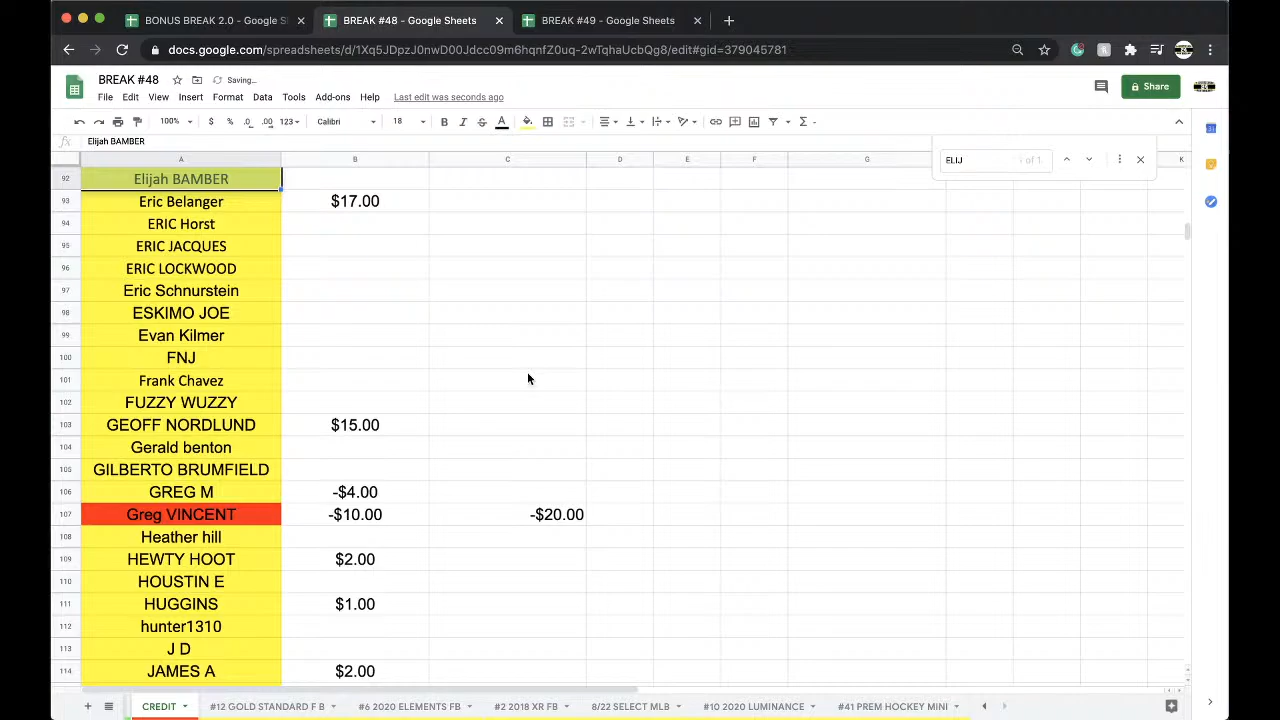 BONUS BREAK 2.0 - Google S
BREAK #48 - Google Sheets
BREAK #49 - Google Sheets
docs.google.com/spreadsheets/d/1Xq5JDpzJ0nwD00Jdcc09m6hqnfZ0uq-2wTqhaUcbQg8/edit#gid=379045781
BREAK #48
Saving…
File Edit View Insert Format Data Tools Add-ons Help Last edit was seconds ago
Share
100% $ % .0 .00 123 Calibri 18 B I S A
fx Elijah BAMBER
ELIJ
A B C D E F G K
92 Elijah BAMBER
93 Eric Belanger $17.00
94 ERIC Horst
95 ERIC JACQUES
96 ERIC LOCKWOOD
97 Eric Schnurstein
98 ESKIMO JOE
99 Evan Kilmer
100 FNJ
101 Frank Chavez
102 FUZZY WUZZY
103 GEOFF NORDLUND $15.00
104 Gerald benton
105 GILBERTO BRUMFIELD
106 GREG M -$4.00
107 Greg VINCENT -$10.00 -$20.00
108 Heather hill
109 HEWTY HOOT $2.00
110 HOUSTIN E
111 HUGGINS $1.00
112 hunter1310
113 J D
114 JAMES A $2.00
CREDIT #12 GOLD STANDARD F B #6 2020 ELEMENTS FB #2 2018 XR FB 8/22 SELECT MLB #10 2020 LUMINANCE #41 PREM HOCKEY MINI